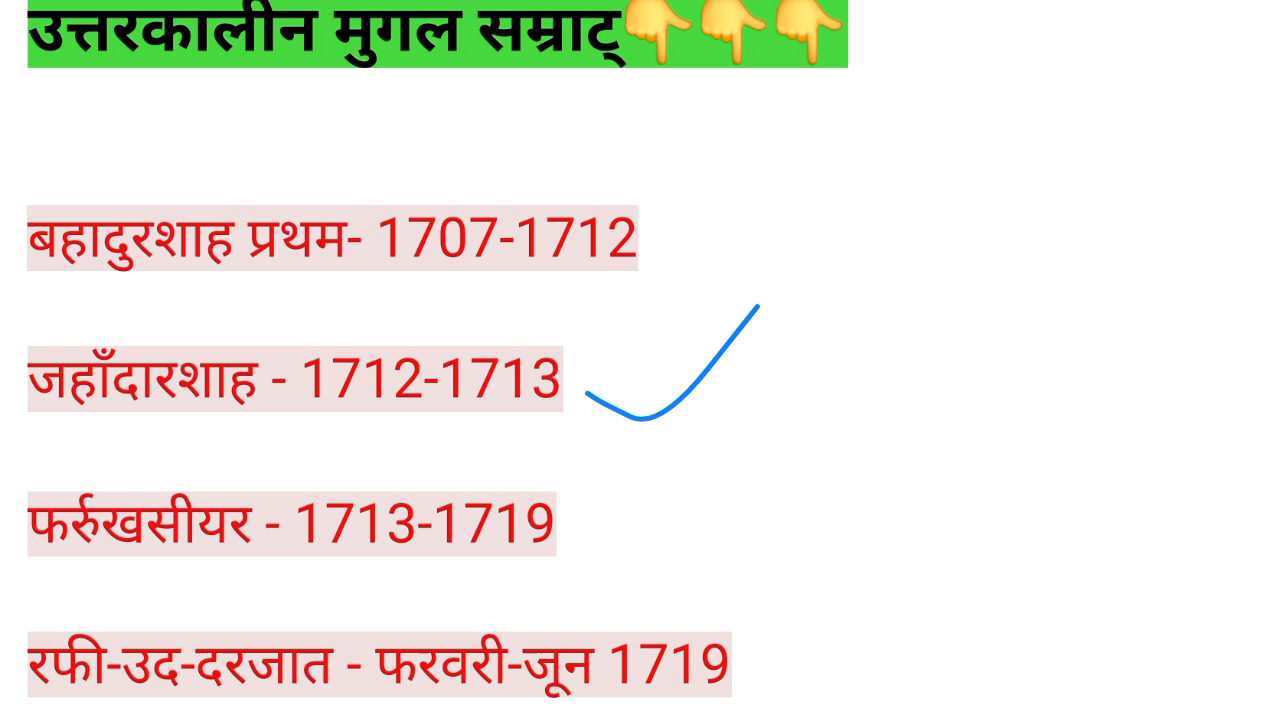 उत्तरकालीन मुगल सम्राट्👇👇👇
बहादुरशाह प्रथम- 1707-1712
जहाँदारशाह - 1712-1713
फर्रुखसीयर - 1713-1719
रफी-उद-दरजात - फरवरी-जून 1719